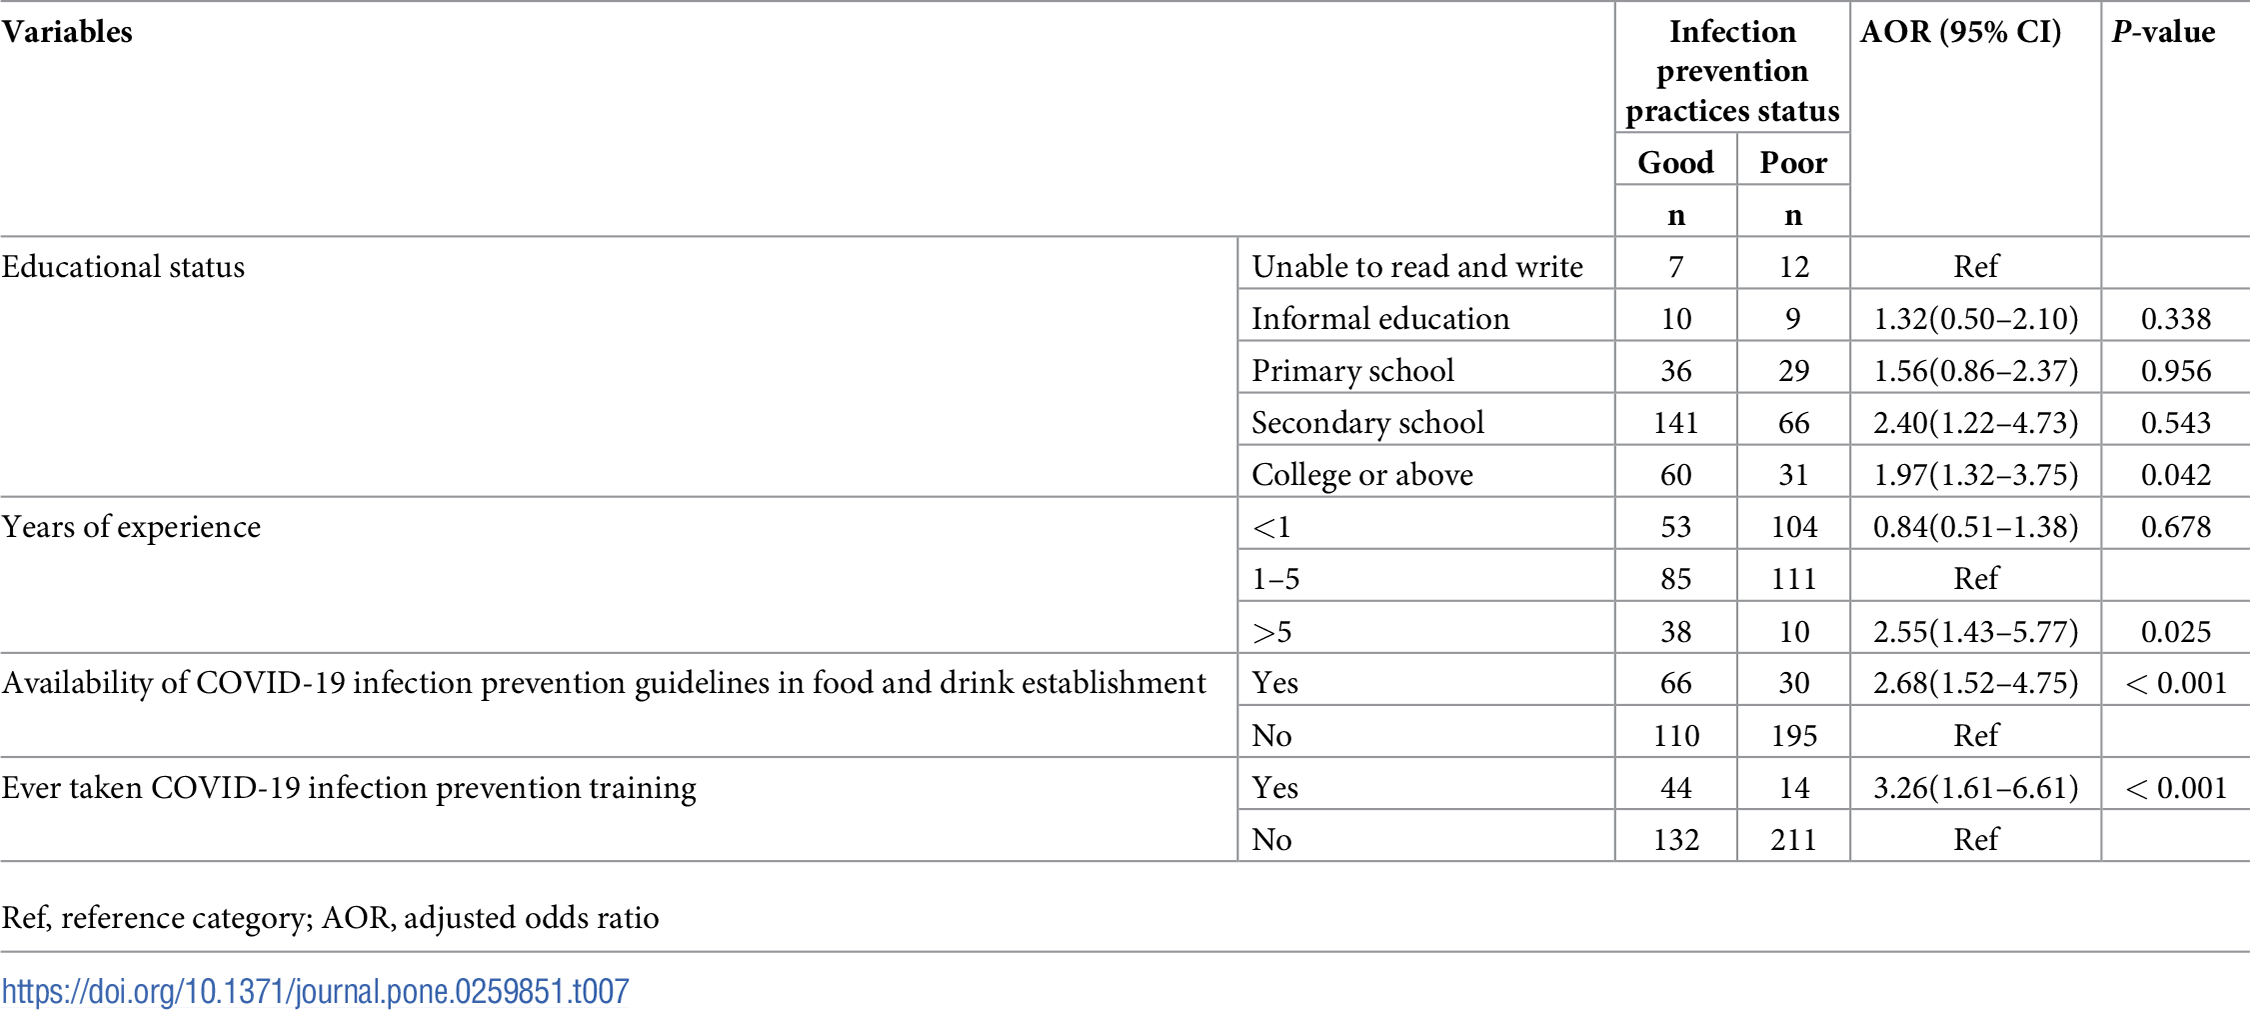 Variables Infection prevention practices status AOR (95% CI) P-value
Good Poor
n n
Educational status Unable to read and write 7 12 Ref
Informal education 10 9 1.32(0.50–2.10) 0.338
Primary school 36 29 1.56(0.86–2.37) 0.956
Secondary school 141 66 2.40(1.22–4.73) 0.543
College or above 60 31 1.97(1.32–3.75) 0.042
Years of experience <1 53 104 0.84(0.51–1.38) 0.678
1–5 85 111 Ref
>5 38 10 2.55(1.43–5.77) 0.025
Availability of COVID-19 infection prevention guidelines in food and drink establishment Yes 66 30 2.68(1.52–4.75) < 0.001
No 110 195 Ref
Ever taken COVID-19 infection prevention training Yes 44 14 3.26(1.61–6.61) < 0.001
No 132 211 Ref
Ref, reference category; AOR, adjusted odds ratio
https://doi.org/10.1371/journal.pone.0259851.t007